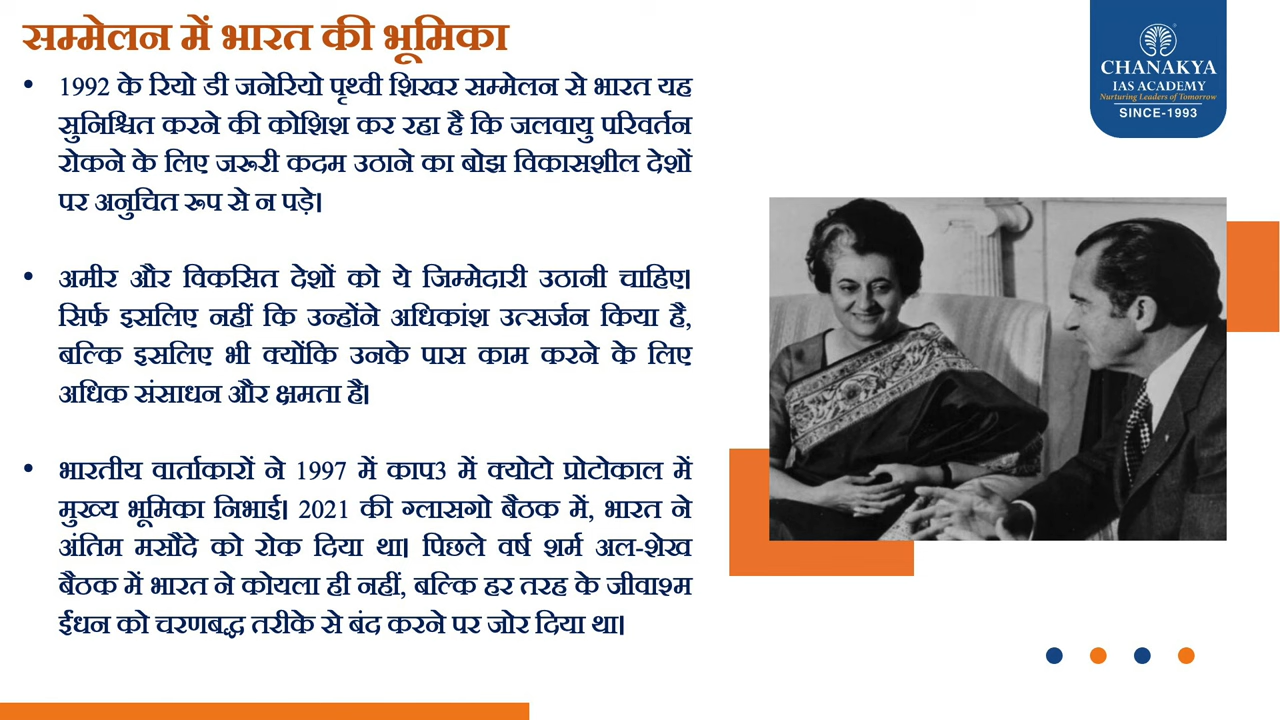 सम्मेलन में भारत की भूमिका
• 1992 के रियो डी जनेरियो पृथ्वी शिखर सम्मेलन से भारत यह
सुनिश्चित करने की कोशिश कर रहा है कि जलवायु परिवर्तन
रोकने के लिए जरूरी कदम उठाने का बोझ विकासशील देशों
पर अनुचित रूप से न पड़े।
• अमीर और विकसित देशों को ये जिम्मेदारी उठानी चाहिए।
सिर्फ इसलिए नहीं कि उन्होंने अधिकांश उत्सर्जन किया है,
बल्कि इसलिए भी क्योंकि उनके पास काम करने के लिए
अधिक संसाधन और क्षमता है।
• भारतीय वार्ताकारों ने 1997 में काप3 में क्योटो प्रोटोकाल में
मुख्य भूमिका निभाई। 2021 की ग्लासगो बैठक में, भारत ने
अंतिम मसौदे को रोक दिया था। पिछले वर्ष शर्म अल-शेख
बैठक में भारत ने कोयला ही नहीं, बल्कि हर तरह के जीवाश्म
ईधन को चरणबद्ध तरीके से बंद करने पर जोर दिया था।
CHANAKYA
IAS ACADEMY
Nurturing Leaders of Tomorrow
SINCE-1993